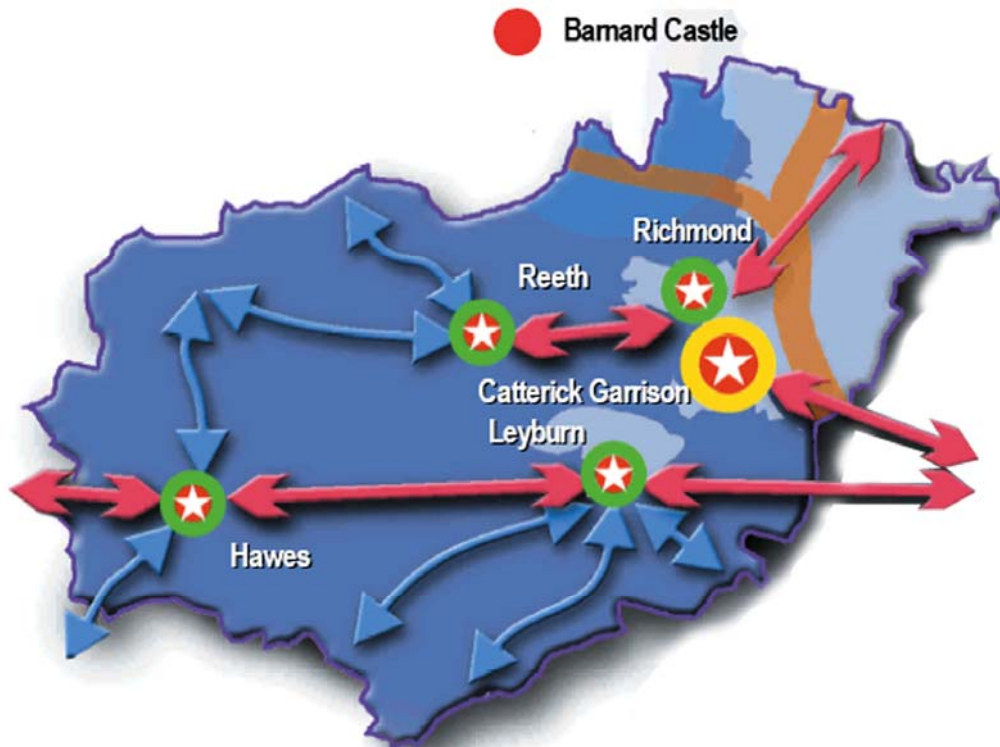 Barnard Castle
Richmond
Reeth
Catterick Garrison
Leyburn
Hawes